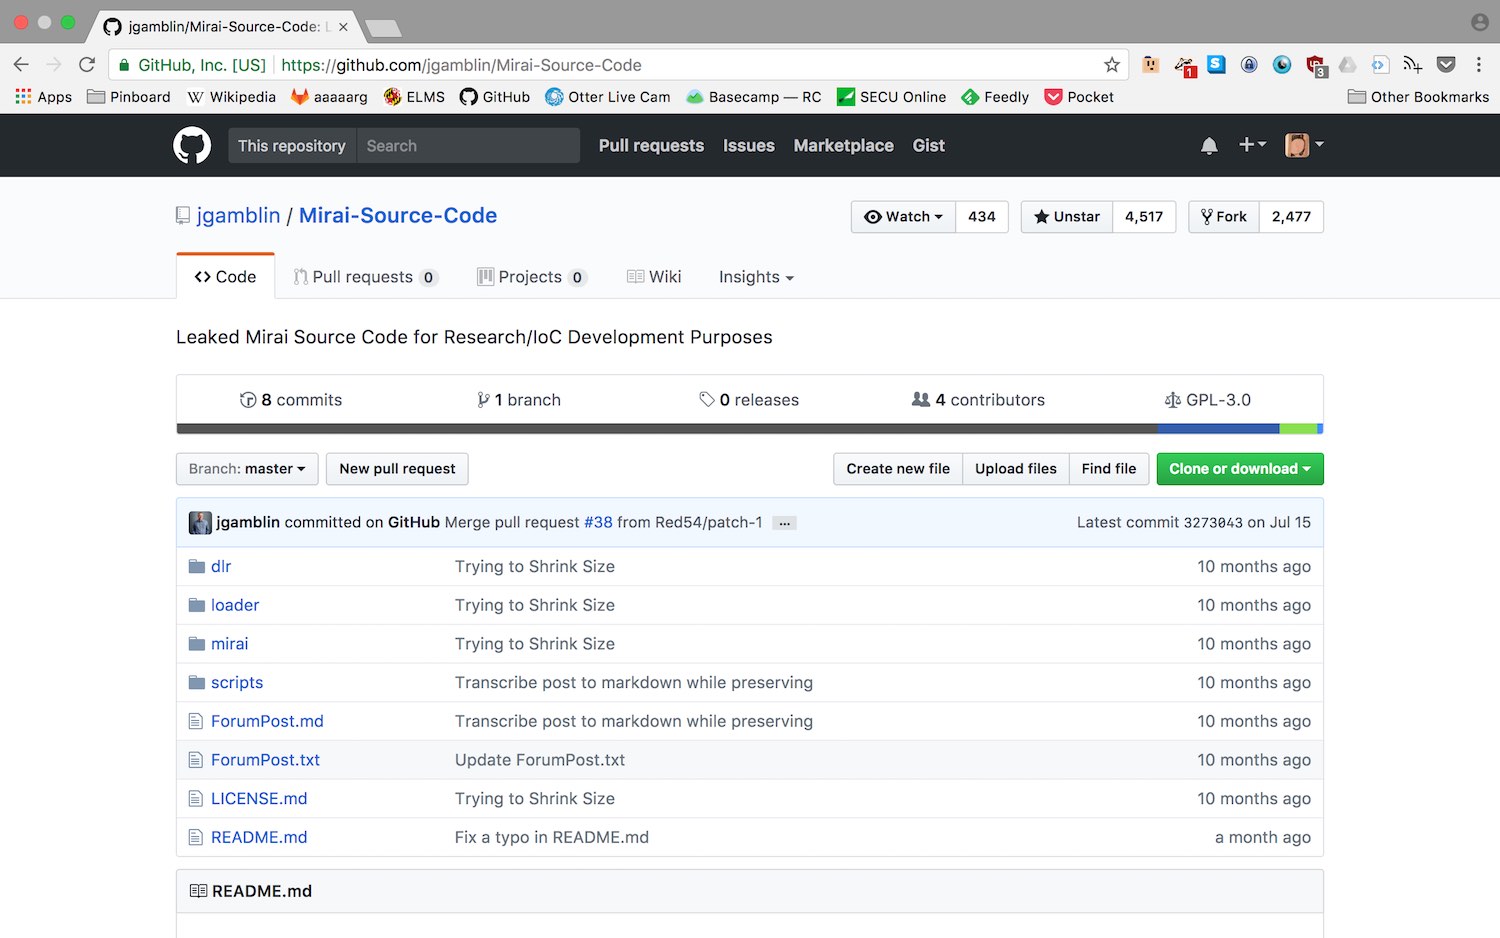 jgamblin/Mirai-Source-Code: L
GitHub, Inc. [US] https://github.com/jgamblin/Mirai-Source-Code
1
S
3
Apps Pinboard W Wikipedia aaaaarg ELMS GitHub Otter Live Cam Basecamp — RC SECU Online Feedly Pocket Other Bookmarks
This repository Search Pull requests Issues Marketplace Gist
jgamblin / Mirai-Source-Code Watch 434 Unstar 4,517 Fork 2,477
Code Pull requests 0 Projects 0 Wiki Insights
Leaked Mirai Source Code for Research/IoC Development Purposes
8 commits 1 branch 0 releases 4 contributors GPL-3.0
Branch: master New pull request Create new file Upload files Find file Clone or download
jgamblin committed on GitHub Merge pull request #38 from Red54/patch-1 ... Latest commit 3273043 on Jul 15
dlr Trying to Shrink Size 10 months ago
loader Trying to Shrink Size 10 months ago
mirai Trying to Shrink Size 10 months ago
scripts Transcribe post to markdown while preserving 10 months ago
ForumPost.md Transcribe post to markdown while preserving 10 months ago
ForumPost.txt Update ForumPost.txt 10 months ago
LICENSE.md Trying to Shrink Size 10 months ago
README.md Fix a typo in README.md a month ago
README.md